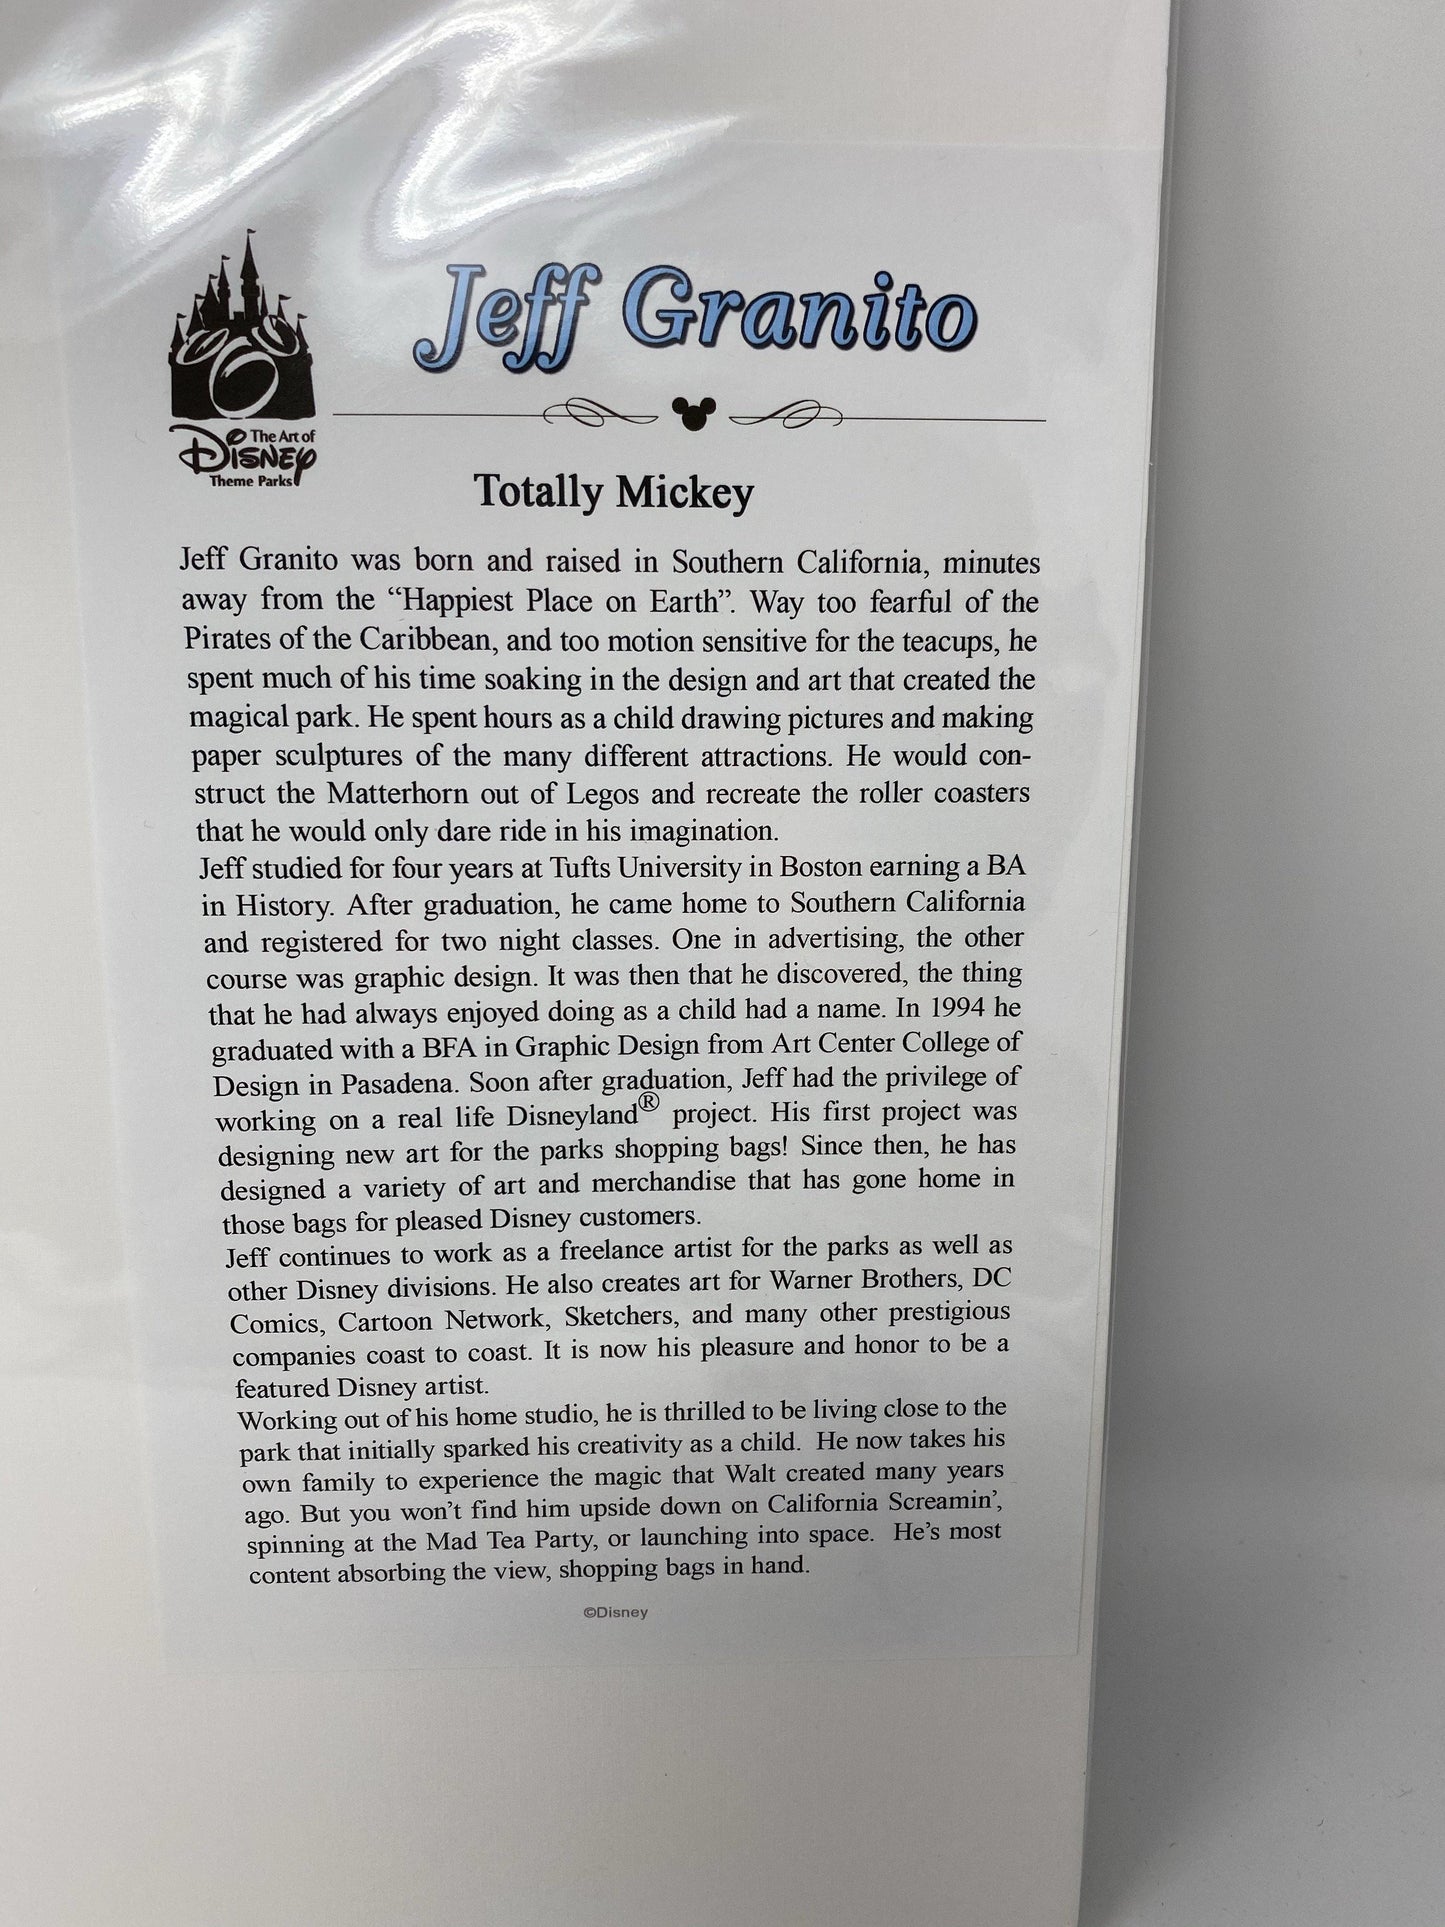 Jeff Granito
The Art of
Disney
Theme Parks
Totally Mickey
Jeff Granito was born and raised in Southern California, minutes
away from the “Happiest Place on Earth”. Way too fearful of the
Pirates of the Caribbean, and too motion sensitive for the teacups, he
spent much of his time soaking in the design and art that created the
magical park. He spent hours as a child drawing pictures and making
paper sculptures of the many different attractions. He would con-
struct the Matterhorn out of Legos and recreate the roller coasters
that he would only dare ride in his imagination.
Jeff studied for four years at Tufts University in Boston earning a BA
in History. After graduation, he came home to Southern California
and registered for two night classes. One in advertising, the other
course was graphic design. It was then that he discovered, the thing
that he had always enjoyed doing as a child had a name. In 1994 he
graduated with a BFA in Graphic Design from Art Center College of
Design in Pasadena. Soon after graduation, Jeff had the privilege of
working on a real life Disneyland® project. His first project was
designing new art for the parks shopping bags! Since then, he has
designed a variety of art and merchandise that has gone home in
those bags for pleased Disney customers.
Jeff continues to work as a freelance artist for the parks as well as
other Disney divisions. He also creates art for Warner Brothers, DC
Comics, Cartoon Network, Sketchers, and many other prestigious
companies coast to coast. It is now his pleasure and honor to be a
featured Disney artist.
Working out of his home studio, he is thrilled to be living close to the
park that initially sparked his creativity as a child. He now takes his
own family to experience the magic that Walt created many years
ago. But you won’t find him upside down on California Screamin’,
spinning at the Mad Tea Party, or launching into space. He’s most
content absorbing the view, shopping bags in hand.
©Disney